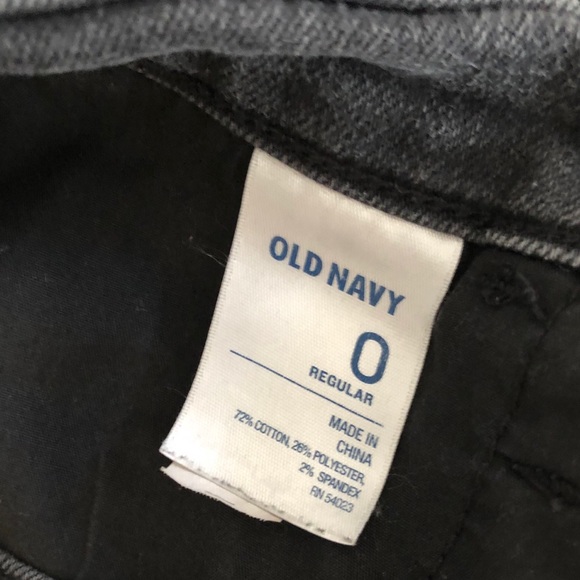 OLD NAVY
0
REGULAR
MADE IN
CHINA
72% COTTON, 26% POLYESTER,
2% SPANDEX
RN 54023